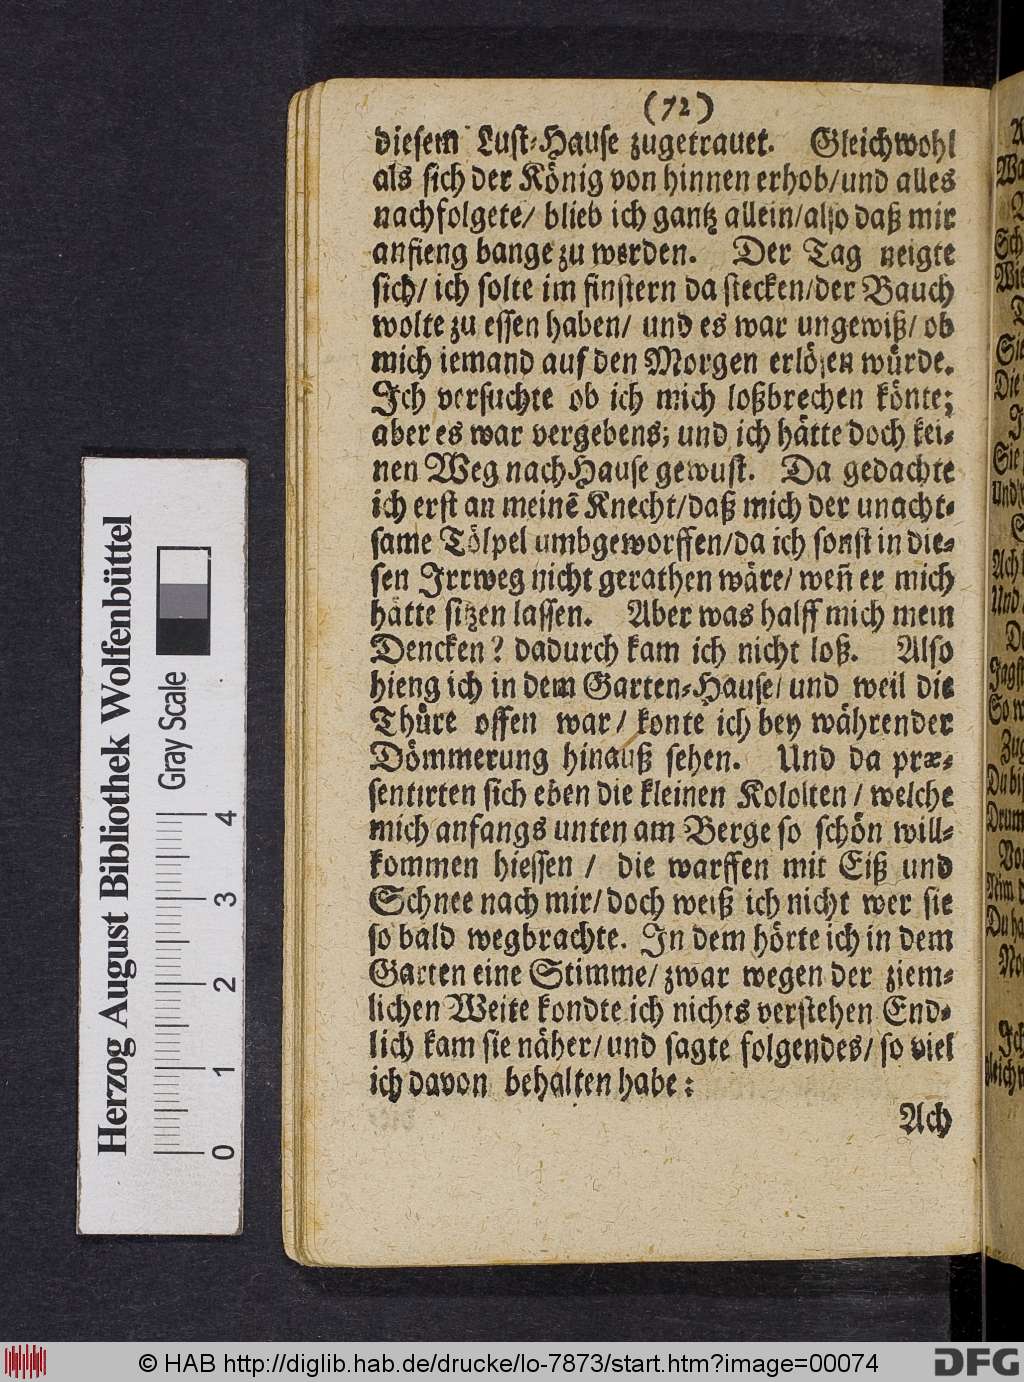 (72)
diesem Lust-Hause zugetrauet. Gleichwohl
als sich der König von hinnen erhob/und alles
nachfolgete/ blieb ich gantz allein/also daß mir
anfieng bange zu werden. Der Tag neigte
sich/ ich solte im finstern da stecken/der Bauch
wolte zu essen haben/ und es war ungewiß/ ob
mich iemand auf den Morgen erlösen würde.
Ich versuchte ob ich mich loßbrechen könte;
aber es war vergebens; und ich hätte doch kei-
nen Weg nach Hause gewust. Da gedachte
ich erst an meinē Knecht/daß mich der unacht-
same Tölpel umbgeworffen/da ich sonst in die-
sen Irrweg nicht gerathen wäre/ weñ er mich
hätte sitzen lassen. Aber was halff mich mein
Dencken? dadurch kam ich nicht loß. Also
hieng ich in dem Garten-Hause/ und weil die
Thüre offen war/ konte ich bey währender
Dömmerung hinauß sehen. Und da præ-
sentirten sich eben die kleinen Kololten / welche
mich anfangs unten am Berge so schön will-
kommen hiessen / die warffen mit Eiß und
Schnee nach mir/ doch weiß ich nicht wer sie
so bald wegbrachte. In dem hörte ich in dem
Garten eine Stimme/ zwar wegen der ziem-
lichen Weite kondte ich nichts verstehen End-
lich kam sie näher/ und sagte folgendes/ so viel
ich davon behalten habe:
Ach
Herzog August Bibliothek Wolfenbüttel
Gray Scale
0 1 2 3 4
© HAB http://diglib.hab.de/drucke/lo-7873/start.htm?image=00074
DFG